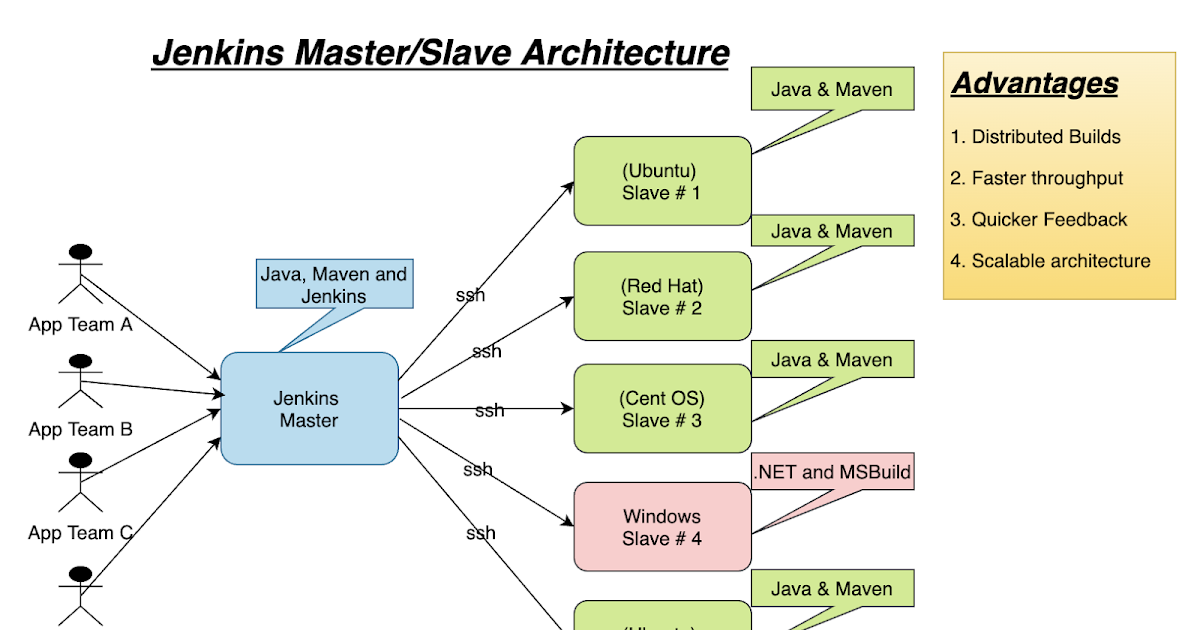 Jenkins Master/Slave Architecture
Java & Maven
Advantages
1. Distributed Builds
2. Faster throughput
3. Quicker Feedback
4. Scalable architecture
(Ubuntu)
Slave # 1
Java & Maven
(Red Hat)
Slave # 2
Java, Maven and
Jenkins
ssh
ssh
ssh
ssh
ssh
App Team A
App Team B
App Team C
Jenkins
Master
Java & Maven
(Cent OS)
Slave # 3
.NET and MSBuild
Windows
Slave # 4
Java & Maven